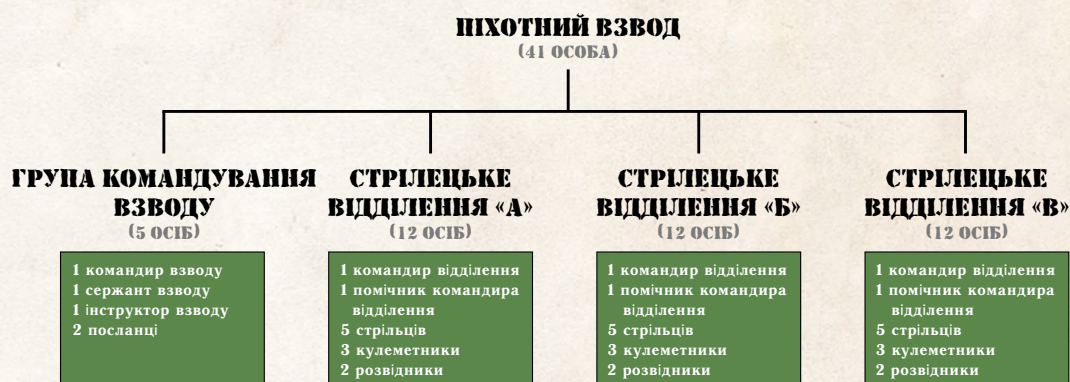 ПІХОТНИЙ ВЗВОД
(41 ОСОБА)
ГРУПА КОМАНДУВАННЯ
ВЗВОДУ
(5 ОСІБ)
1 командир взводу
1 сержант взводу
1 інструктор взводу
2 посланці
СТРІЛЕЦЬКЕ
ВІДДІЛЕННЯ «А»
(12 ОСІБ)
1 командир відділення
1 помічник командира
відділення
5 стрільців
3 кулеметники
2 розвідники
СТРІЛЕЦЬКЕ
ВІДДІЛЕННЯ «Б»
(12 ОСІБ)
1 командир відділення
1 помічник командира
відділення
5 стрільців
3 кулеметники
2 розвідники
СТРІЛЕЦЬКЕ
ВІДДІЛЕННЯ «В»
(12 ОСІБ)
1 командир відділення
1 помічник командира
відділення
5 стрільців
3 кулеметники
2 розвідники